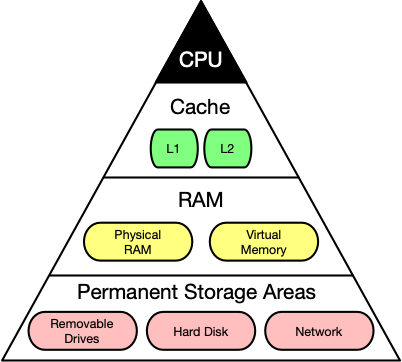 CPU
Cache
L1
L2
RAM
Physical
RAM
Virtual
Memory
Permanent Storage Areas
Removable
Drives
Hard Disk
Network